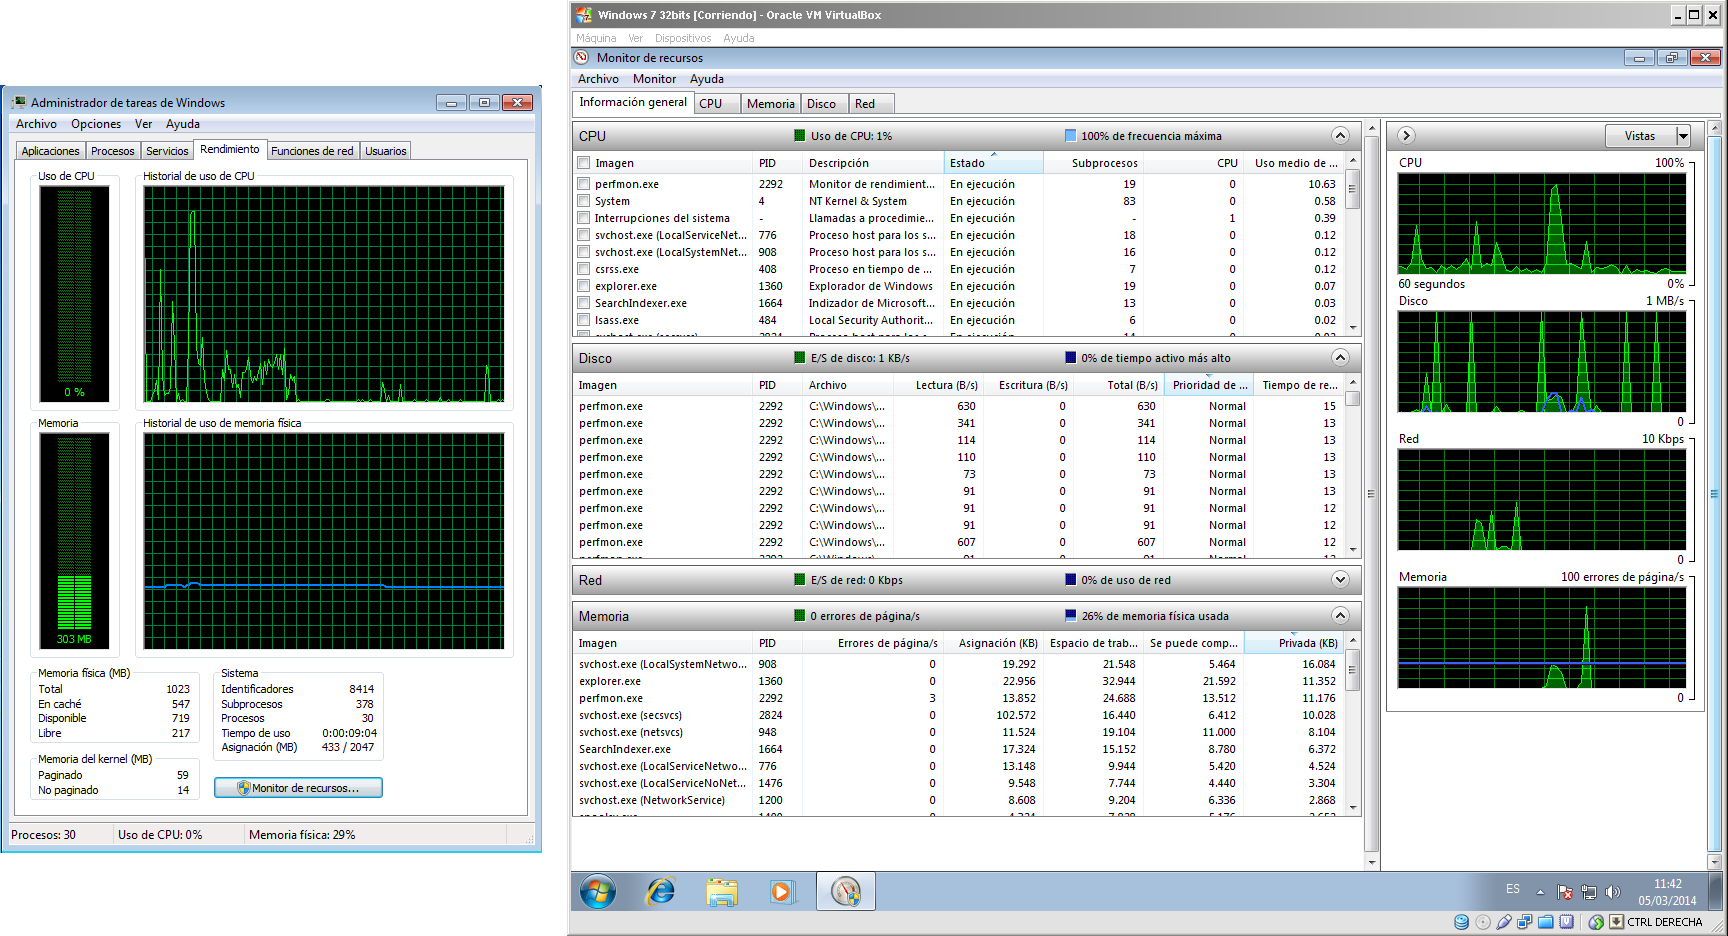 Administrador de tareas de Windows
Archivo Opciones Ver Ayuda
Aplicaciones Procesos Servicios Rendimiento Funciones de red Usuarios
Uso de CPU Historial de uso de CPU
0 %
Memoria Historial de uso de memoria física
303 MB
Memoria física (MB)
Total 1023
En caché 547
Disponible 719
Libre 217
Memoria del kernel (MB)
Paginado 59
No paginado 14
Sistema
Identificadores 8414
Subprocesos 378
Procesos 30
Tiempo de uso 0:00:09:04
Asignación (MB) 433 / 2047
Monitor de recursos...
Procesos: 30 Uso de CPU: 0% Memoria física: 29%
Windows 7 32bits [Corriendo] - Oracle VM VirtualBox
Máquina Ver Dispositivos Ayuda
Monitor de recursos
Archivo Monitor Ayuda
Información general CPU Memoria Disco Red
CPU Uso de CPU: 1% 100% de frecuencia máxima
Imagen PID Descripción Estado Subprocesos CPU Uso medio de ...
perfmon.exe 2292 Monitor de rendimient... En ejecución 19 0 10.63
System 4 NT Kernel & System En ejecución 83 0 0.58
Interrupciones del sistema - Llamadas a procedimie... En ejecución - 1 0.39
svchost.exe (LocalServiceNet... 776 Proceso host para los s... En ejecución 18 0 0.12
svchost.exe (LocalSystemNet... 908 Proceso host para los s... En ejecución 16 0 0.12
csrss.exe 408 Proceso en tiempo de ... En ejecución 7 0 0.12
explorer.exe 1360 Explorador de Windows En ejecución 19 0 0.07
SearchIndexer.exe 1664 Indizador de Microsoft... En ejecución 13 0 0.03
lsass.exe 484 Local Security Authorit... En ejecución 6 0 0.02
Disco E/S de disco: 1 KB/s 0% de tiempo activo más alto
Imagen PID Archivo Lectura (B/s) Escritura (B/s) Total (B/s) Prioridad de ... Tiempo de re...
perfmon.exe 2292 C:\Windows\... 630 0 630 Normal 15
perfmon.exe 2292 C:\Windows\... 341 0 341 Normal 13
perfmon.exe 2292 C:\Windows\... 114 0 114 Normal 13
perfmon.exe 2292 C:\Windows\... 110 0 110 Normal 13
perfmon.exe 2292 C:\Windows\... 73 0 73 Normal 13
perfmon.exe 2292 C:\Windows\... 91 0 91 Normal 13
perfmon.exe 2292 C:\Windows\... 91 0 91 Normal 12
perfmon.exe 2292 C:\Windows\... 91 0 91 Normal 12
perfmon.exe 2292 C:\Windows\... 607 0 607 Normal 12
Red E/S de red: 0 Kbps 0% de uso de red
Memoria 0 errores de página/s 26% de memoria física usada
Imagen PID Errores de página/s Asignación (KB) Espacio de trab... Se puede comp... Privada (KB)
svchost.exe (LocalSystemNetwo... 908 0 19.292 21.548 5.464 16.084
explorer.exe 1360 0 22.956 32.944 21.592 11.352
perfmon.exe 2292 3 13.852 24.688 13.512 11.176
svchost.exe (secsvcs) 2824 0 102.572 16.440 6.412 10.028
svchost.exe (netsvcs) 948 0 11.524 19.104 11.000 8.104
SearchIndexer.exe 1664 0 17.324 15.152 8.780 6.372
svchost.exe (LocalServiceNetwo... 776 0 13.148 9.944 5.420 4.524
svchost.exe (LocalServiceNoNet... 1476 0 9.548 7.744 4.440 3.304
svchost.exe (NetworkService) 1200 0 8.608 9.204 6.336 2.868
Vistas
CPU 100%
60 segundos 0%
Disco 1 MB/s
0
Red 10 Kbps
0
Memoria 100 errores de página/s
0
ES 11:42
05/03/2014
CTRL DERECHA